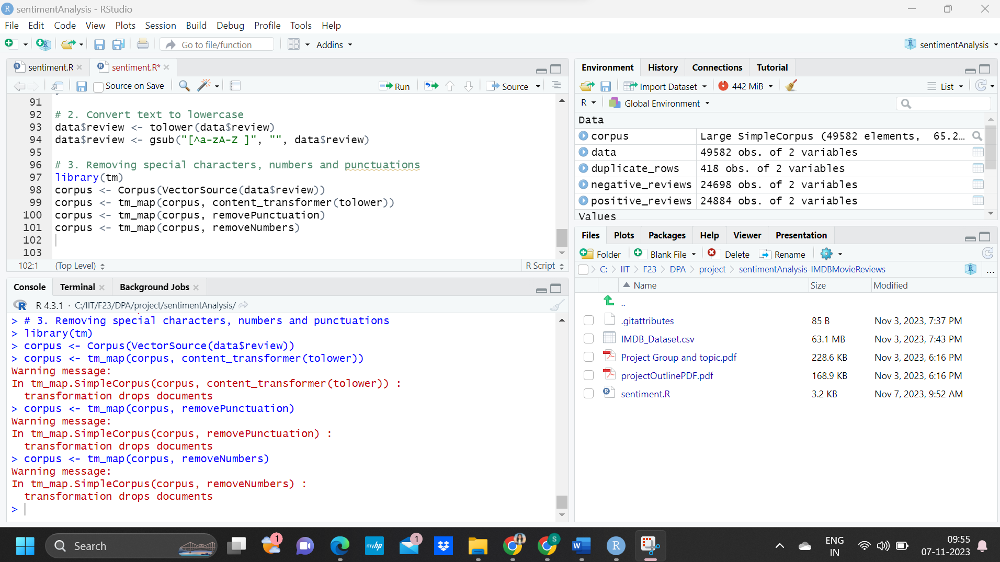 sentimentAnalysis - RStudio
File Edit Code View Plots Session Build Debug Profile Tools Help
Go to file/function Addins sentimentAnalysis
sentiment.R sentiment.R*
Source on Save Run Source
91
92 # 2. Convert text to lowercase
93 data$review <- tolower(data$review)
94 data$review <- gsub("[^a-zA-Z ]", "", data$review)
95
96 # 3. Removing special characters, numbers and punctuations
97 library(tm)
98 corpus <- Corpus(VectorSource(data$review))
99 corpus <- tm_map(corpus, content_transformer(tolower))
100 corpus <- tm_map(corpus, removePunctuation)
101 corpus <- tm_map(corpus, removeNumbers)
102
103
102:1 (Top Level) R Script
Console Terminal Background Jobs
R 4.3.1 · C:/IIT/F23/DPA/project/sentimentAnalysis/
> # 3. Removing special characters, numbers and punctuations
> library(tm)
> corpus <- Corpus(VectorSource(data$review))
> corpus <- tm_map(corpus, content_transformer(tolower))
Warning message:
In tm_map.SimpleCorpus(corpus, content_transformer(tolower)) :
transformation drops documents
> corpus <- tm_map(corpus, removePunctuation)
Warning message:
In tm_map.SimpleCorpus(corpus, removePunctuation) :
transformation drops documents
> corpus <- tm_map(corpus, removeNumbers)
Warning message:
In tm_map.SimpleCorpus(corpus, removeNumbers) :
transformation drops documents
>
Environment History Connections Tutorial
Import Dataset 442 MiB List
R Global Environment
Data
corpus Large SimpleCorpus (49582 elements, 65.2…
data 49582 obs. of 2 variables
duplicate_rows 418 obs. of 2 variables
negative_reviews 24698 obs. of 2 variables
positive_reviews 24884 obs. of 2 variables
Values
Files Plots Packages Help Viewer Presentation
Folder Blank File Delete Rename
C: IIT F23 DPA project sentimentAnalysis-IMDBMovieReviews ...
Name Size Modified
..
.gitattributes 85 B Nov 3, 2023, 7:37 PM
IMDB_Dataset.csv 63.1 MB Nov 3, 2023, 7:43 PM
Project Group and topic.pdf 228.6 KB Nov 3, 2023, 6:16 PM
projectOutlinePDF.pdf 168.9 KB Nov 3, 2023, 6:16 PM
sentiment.R 3.2 KB Nov 7, 2023, 9:52 AM
Search 1 myhp 1 S W R
ENG
IN
09:55
07-11-2023